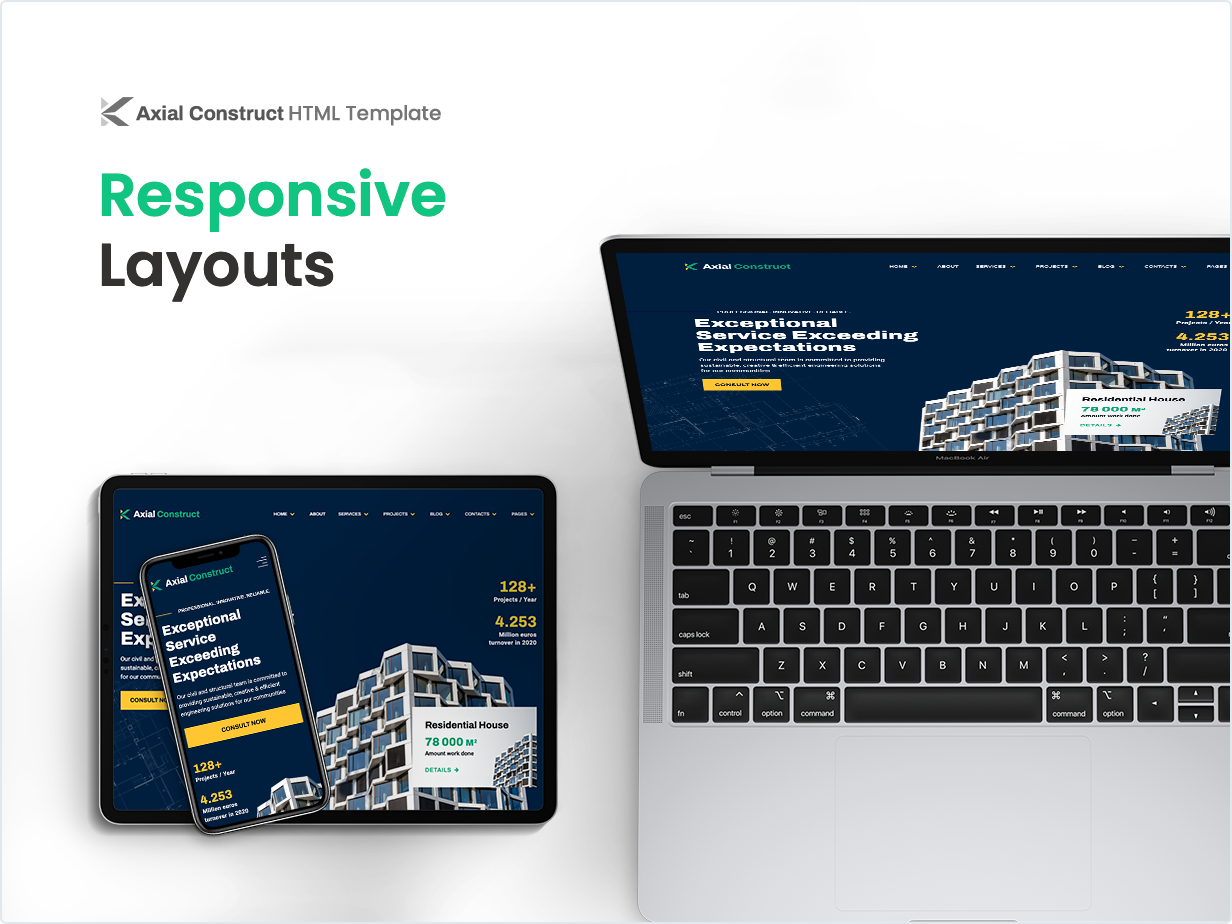 Axial Construct HTML Template
Responsive
Layouts
Axial Construct
HOME ABOUT SERVICES PROJECTS BLOG CONTACTS PAGES
Exceptional
Service Exceeding
Expectations
Our civil and structural team is committed to providing
sustainable, creative & efficient engineering solutions
for our communities
CONSULT NOW
128+
Projects / Year
4.253
Million euros
turnover in 2020
Residential House
78 000 M²
Amount work done
DETAILS →
MacBook Air
esc F1 F2 F3 F4 F5 F6 F7 F8 F9 F10 F11 F12
~ ` ! 1 @ 2 # 3 $ 4 % 5 ^ 6 & 7 * 8 ( 9 ) 0 _ - + =
tab Q W E R T Y U I O P { [ } ]
caps lock A S D F G H J K L : ; " '
shift Z X C V B N M < , > . ? /
fn control option command command option
Axial Construct
HOME ABOUT SERVICES PROJECTS BLOG CONTACTS PAGES
128+
Projects / Year
4.253
Million euros
turnover in 2020
Ex
Se
Exp
Our civil and
sustainable, c
for our commu
CONSULT NO
Residential House
78 000 M²
Amount work done
DETAILS →
Axial Construct
PROFESSIONAL. INNOVATIVE. RELIABLE.
Exceptional
Service
Exceeding
Expectations
Our civil and structural team is committed to
providing sustainable, creative & efficient
engineering solutions for our communities
CONSULT NOW
128+
Projects / Year
4.253
Million euros
turnover in 2020